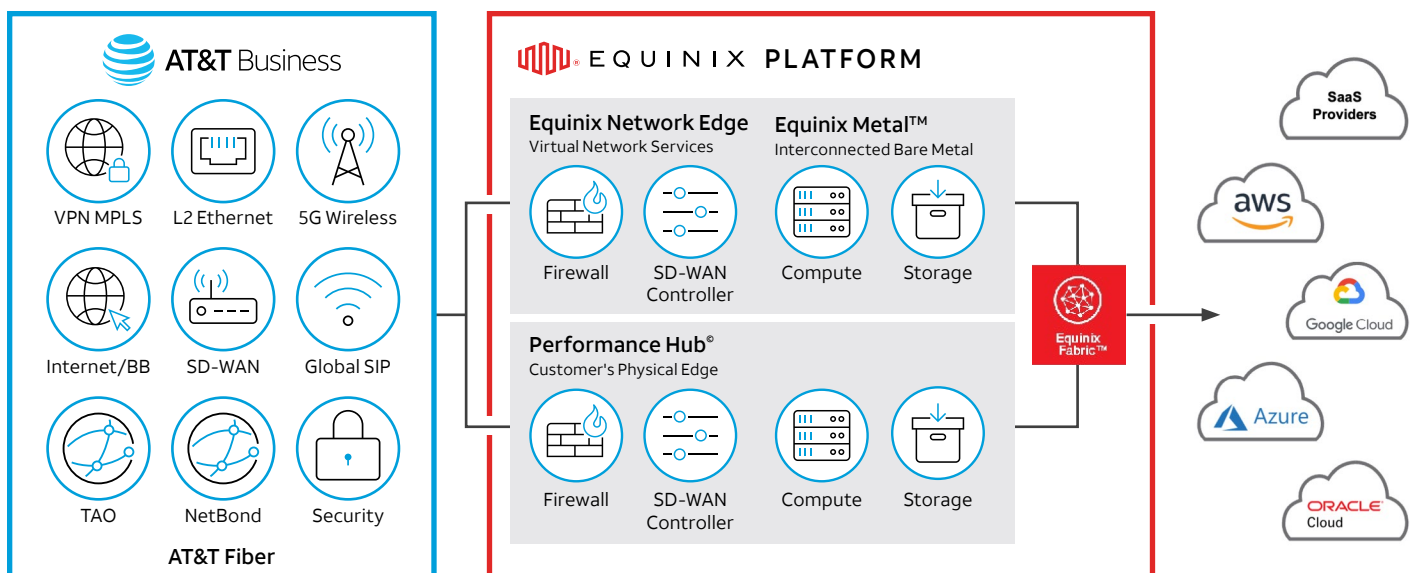 AT&T Business
VPN MPLS
L2 Ethernet
5G Wireless
Internet/BB
SD-WAN
Global SIP
TAO
NetBond
Security
AT&T Fiber
EQUINIX PLATFORM
Equinix Network Edge
Virtual Network Services
Equinix Metal™
Interconnected Bare Metal
Firewall
SD-WAN
Controller
Compute
Storage
Performance Hub©
Customer's Physical Edge
Firewall
SD-WAN
Controller
Compute
Storage
Equinix
Fabric™
SaaS
Providers
aws
Google Cloud
Azure
ORACLE
Cloud